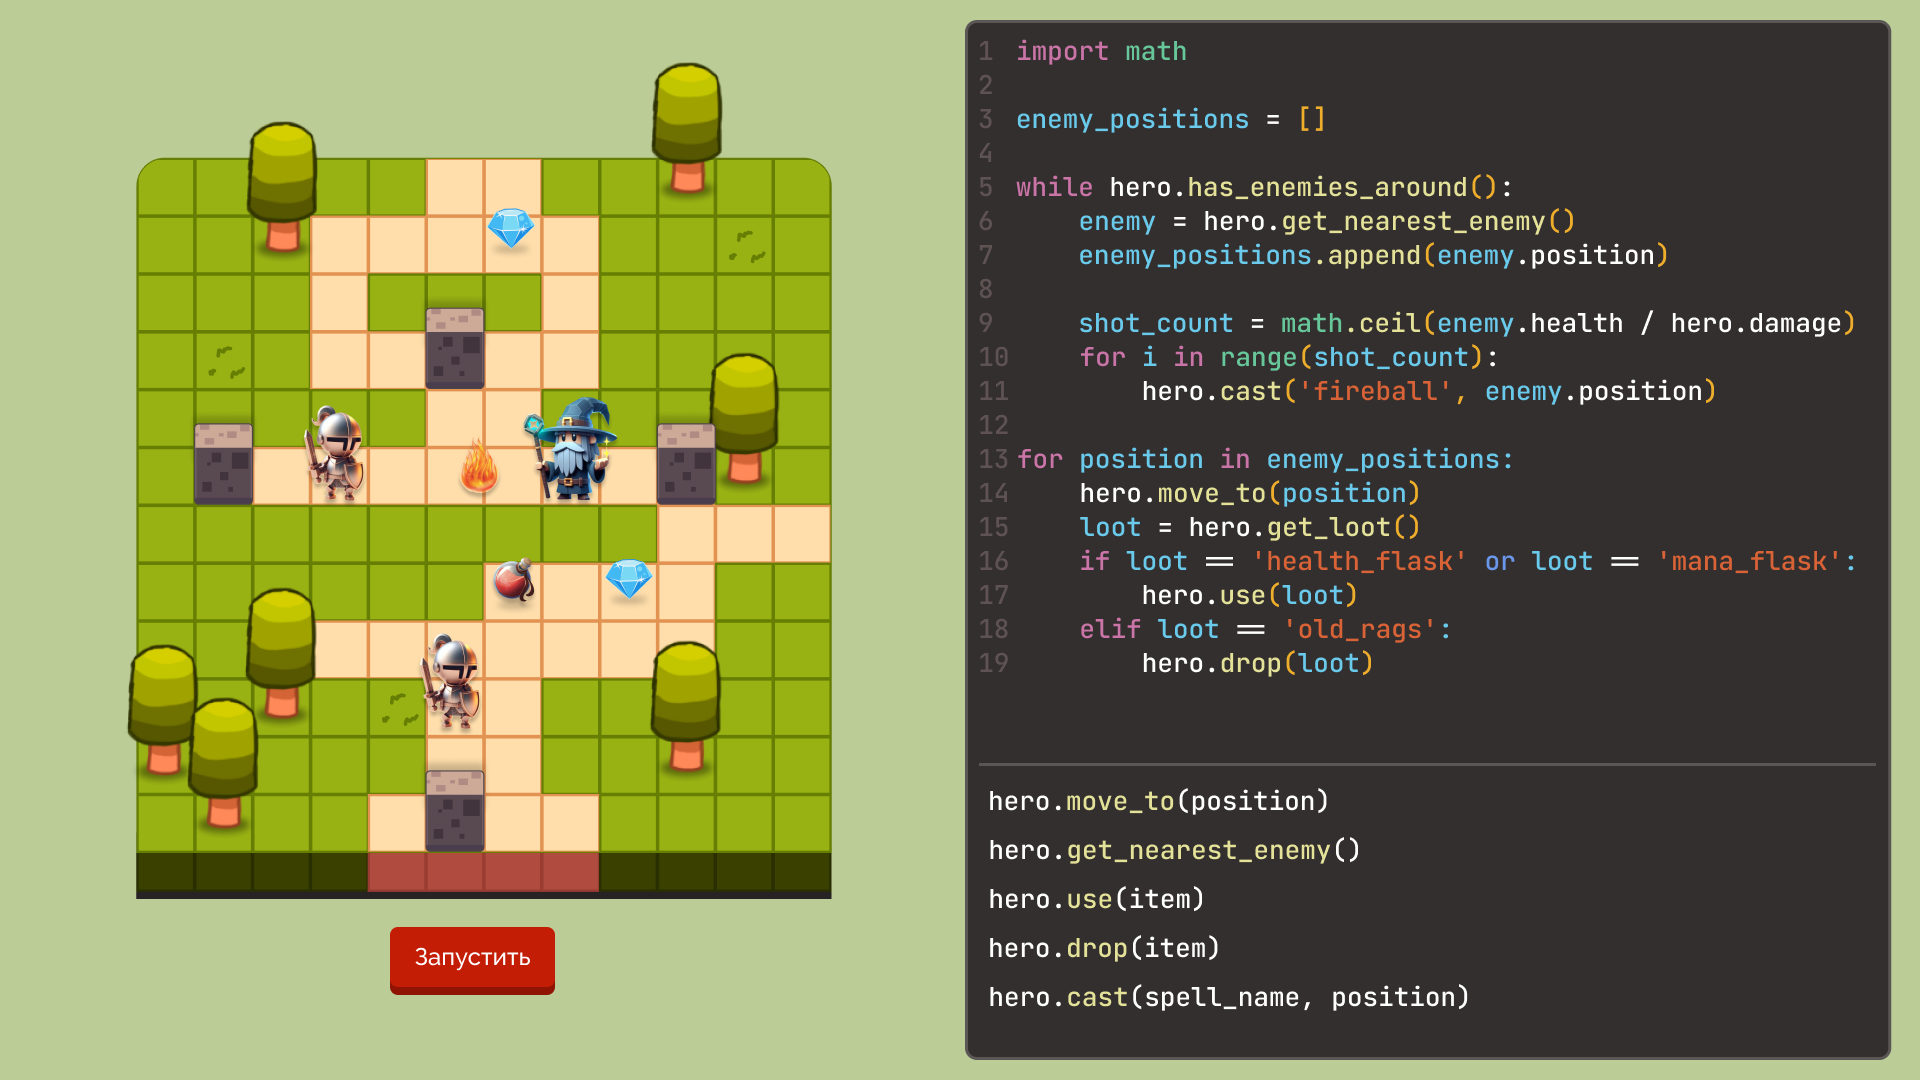 1 import math
2
3 enemy_positions = []
4
5 while hero.has_enemies_around():
6     enemy = hero.get_nearest_enemy()
7     enemy_positions.append(enemy.position)
8
9     shot_count = math.ceil(enemy.health / hero.damage)
10     for i in range(shot_count):
11         hero.cast('fireball', enemy.position)
12
13 for position in enemy_positions:
14     hero.move_to(position)
15     loot = hero.get_loot()
16     if loot == 'health_flask' or loot == 'mana_flask':
17         hero.use(loot)
18     elif loot == 'old_rags':
19         hero.drop(loot)
hero.move_to(position)
hero.get_nearest_enemy()
hero.use(item)
hero.drop(item)
hero.cast(spell_name, position)
Запустить